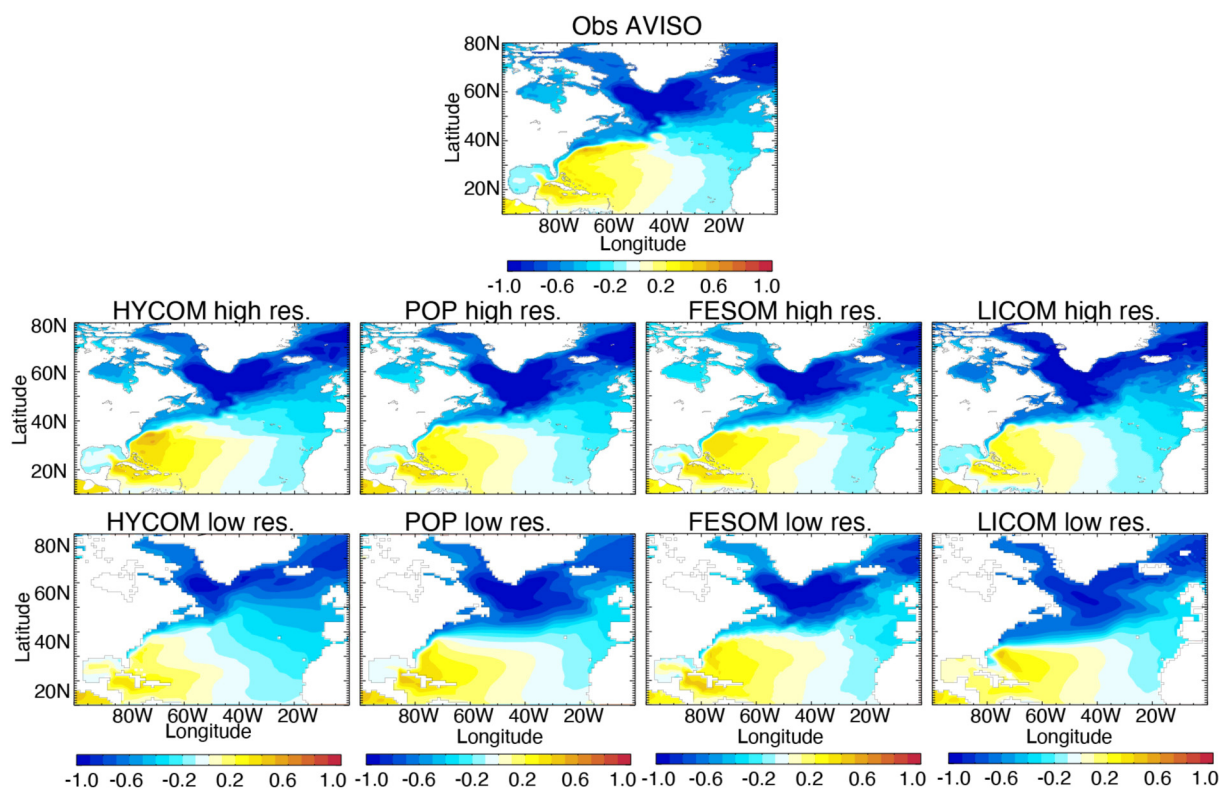 Obs AVISO
80N
60N
40N
20N
Latitude
80W 60W 40W 20W
Longitude
-1.0 -0.6 -0.2 0.2 0.6 1.0
HYCOM high res. POP high res. FESOM high res. LICOM high res.
80N
60N
40N
20N
Latitude
HYCOM low res. POP low res. FESOM low res. LICOM low res.
80N
60N
40N
20N
Latitude
80W 60W 40W 20W 80W 60W 40W 20W 80W 60W 40W 20W 80W 60W 40W 20W
Longitude Longitude Longitude Longitude
-1.0 -0.6 -0.2 0.2 0.6 1.0 -1.0 -0.6 -0.2 0.2 0.6 1.0 -1.0 -0.6 -0.2 0.2 0.6 1.0 -1.0 -0.6 -0.2 0.2 0.6 1.0